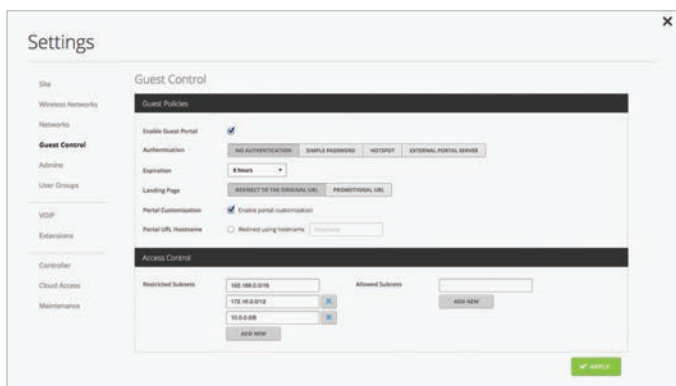 Settings
Site
Wireless Networks
Networks
Guest Control
Admins
User Groups
VOIP
Extensions
Controller
Cloud Access
Maintenance
Guest Control
Guest Policies
Enable Guest Portal
Authentication NO AUTHENTICATION SIMPLE PASSWORD HOTSPOT EXTERNAL PORTAL SERVER
Expiration 8 hours
Landing Page REDIRECT TO THE ORIGINAL URL PROMOTIONAL URL
Portal Customization Enable portal customization
Portal URL Hostname Redirect using hostname
Access Control
Restricted Subnets 192.168.0.0/16 Allowed Subnets
172.16.0.0/12 ADD NEW
10.0.0.0/8
ADD NEW
APPLY